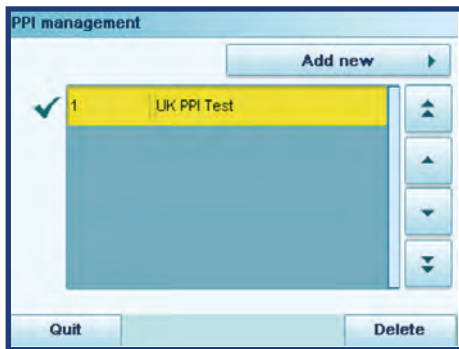 PPI management
Add new
1 UK PPI Test
Quit Delete